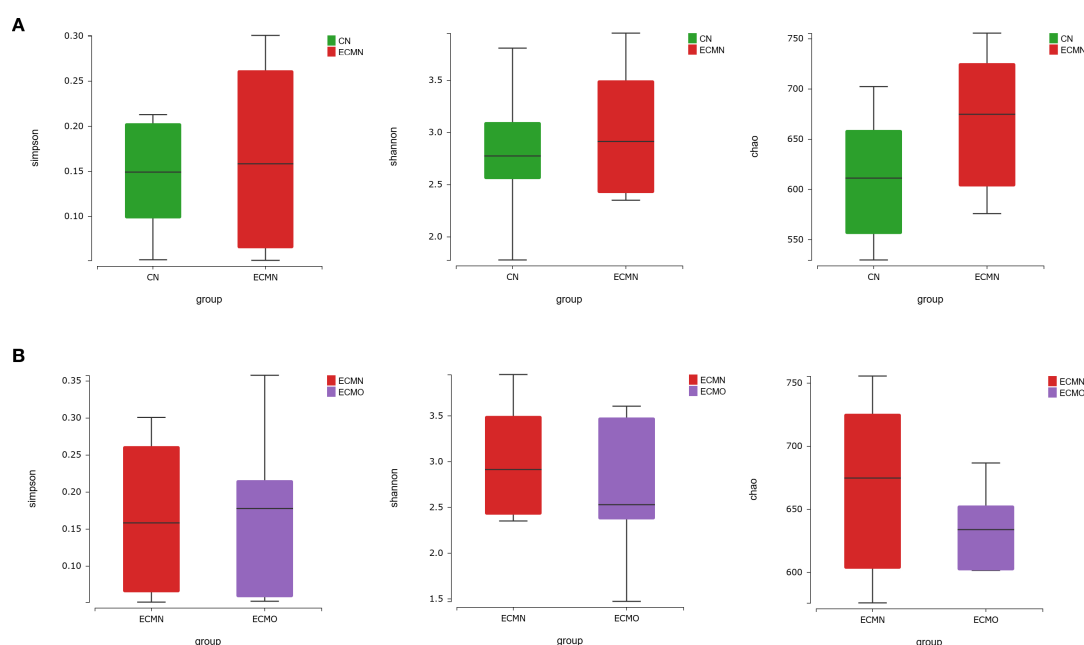 A
0.30
0.20
0.15
0.10
simpson
CN
ECMN
group
CN
ECMN
3.5
3.0
2.5
2.0
shannon
CN
ECMN
group
CN
ECMN
750
700
650
600
550
chao
CN
ECMN
group
CN
ECMN
B
0.35
0.30
0.25
0.20
0.15
0.10
simpson
ECMN
ECMO
group
ECMN
ECMO
3.5
3.0
2.5
2.0
1.5
shannon
ECMN
ECMO
group
ECMN
ECMO
750
700
650
600
chao
ECMN
ECMO
group
ECMN
ECMO